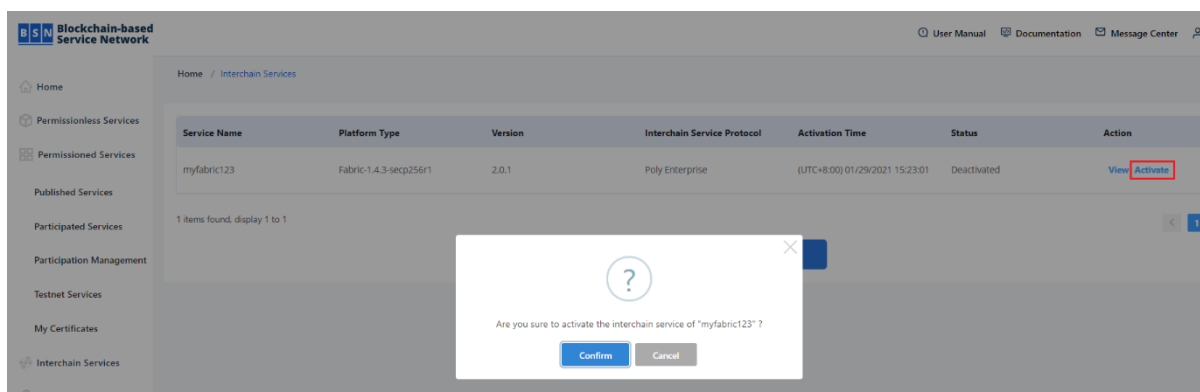 BSN Blockchain-based
Service Network
User Manual Documentation Message Center
Home / Interchain Services
Home
Permissionless Services
Permissioned Services
Published Services
Participated Services
Participation Management
Testnet Services
My Certificates
Interchain Services
Service Name Platform Type Version Interchain Service Protocol Activation Time Status Action
myfabric123 Fabric-1.4.3-secp256r1 2.0.1 Poly Enterprise (UTC+8:00) 01/29/2021 15:23:01 Deactivated View Activate
1 items found, display 1 to 1
< 1
?
Are you sure to activate the interchain service of "myfabric123" ?
Confirm Cancel